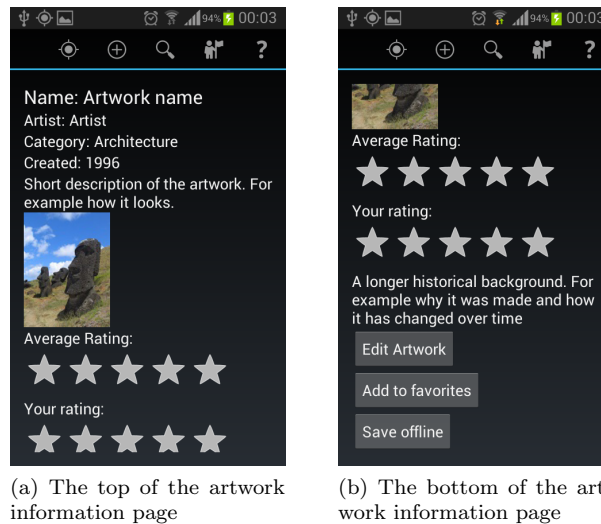 94% 00:03
?
Name: Artwork name
Artist: Artist
Category: Architecture
Created: 1996
Short description of the artwork. For
example how it looks.
Average Rating:
Your rating:
(a) The top of the artwork
information page
94% 00:03
?
Average Rating:
Your rating:
A longer historical background. For
example why it was made and how
it has changed over time
Edit Artwork
Add to favorites
Save offline
(b) The bottom of the art
work information page